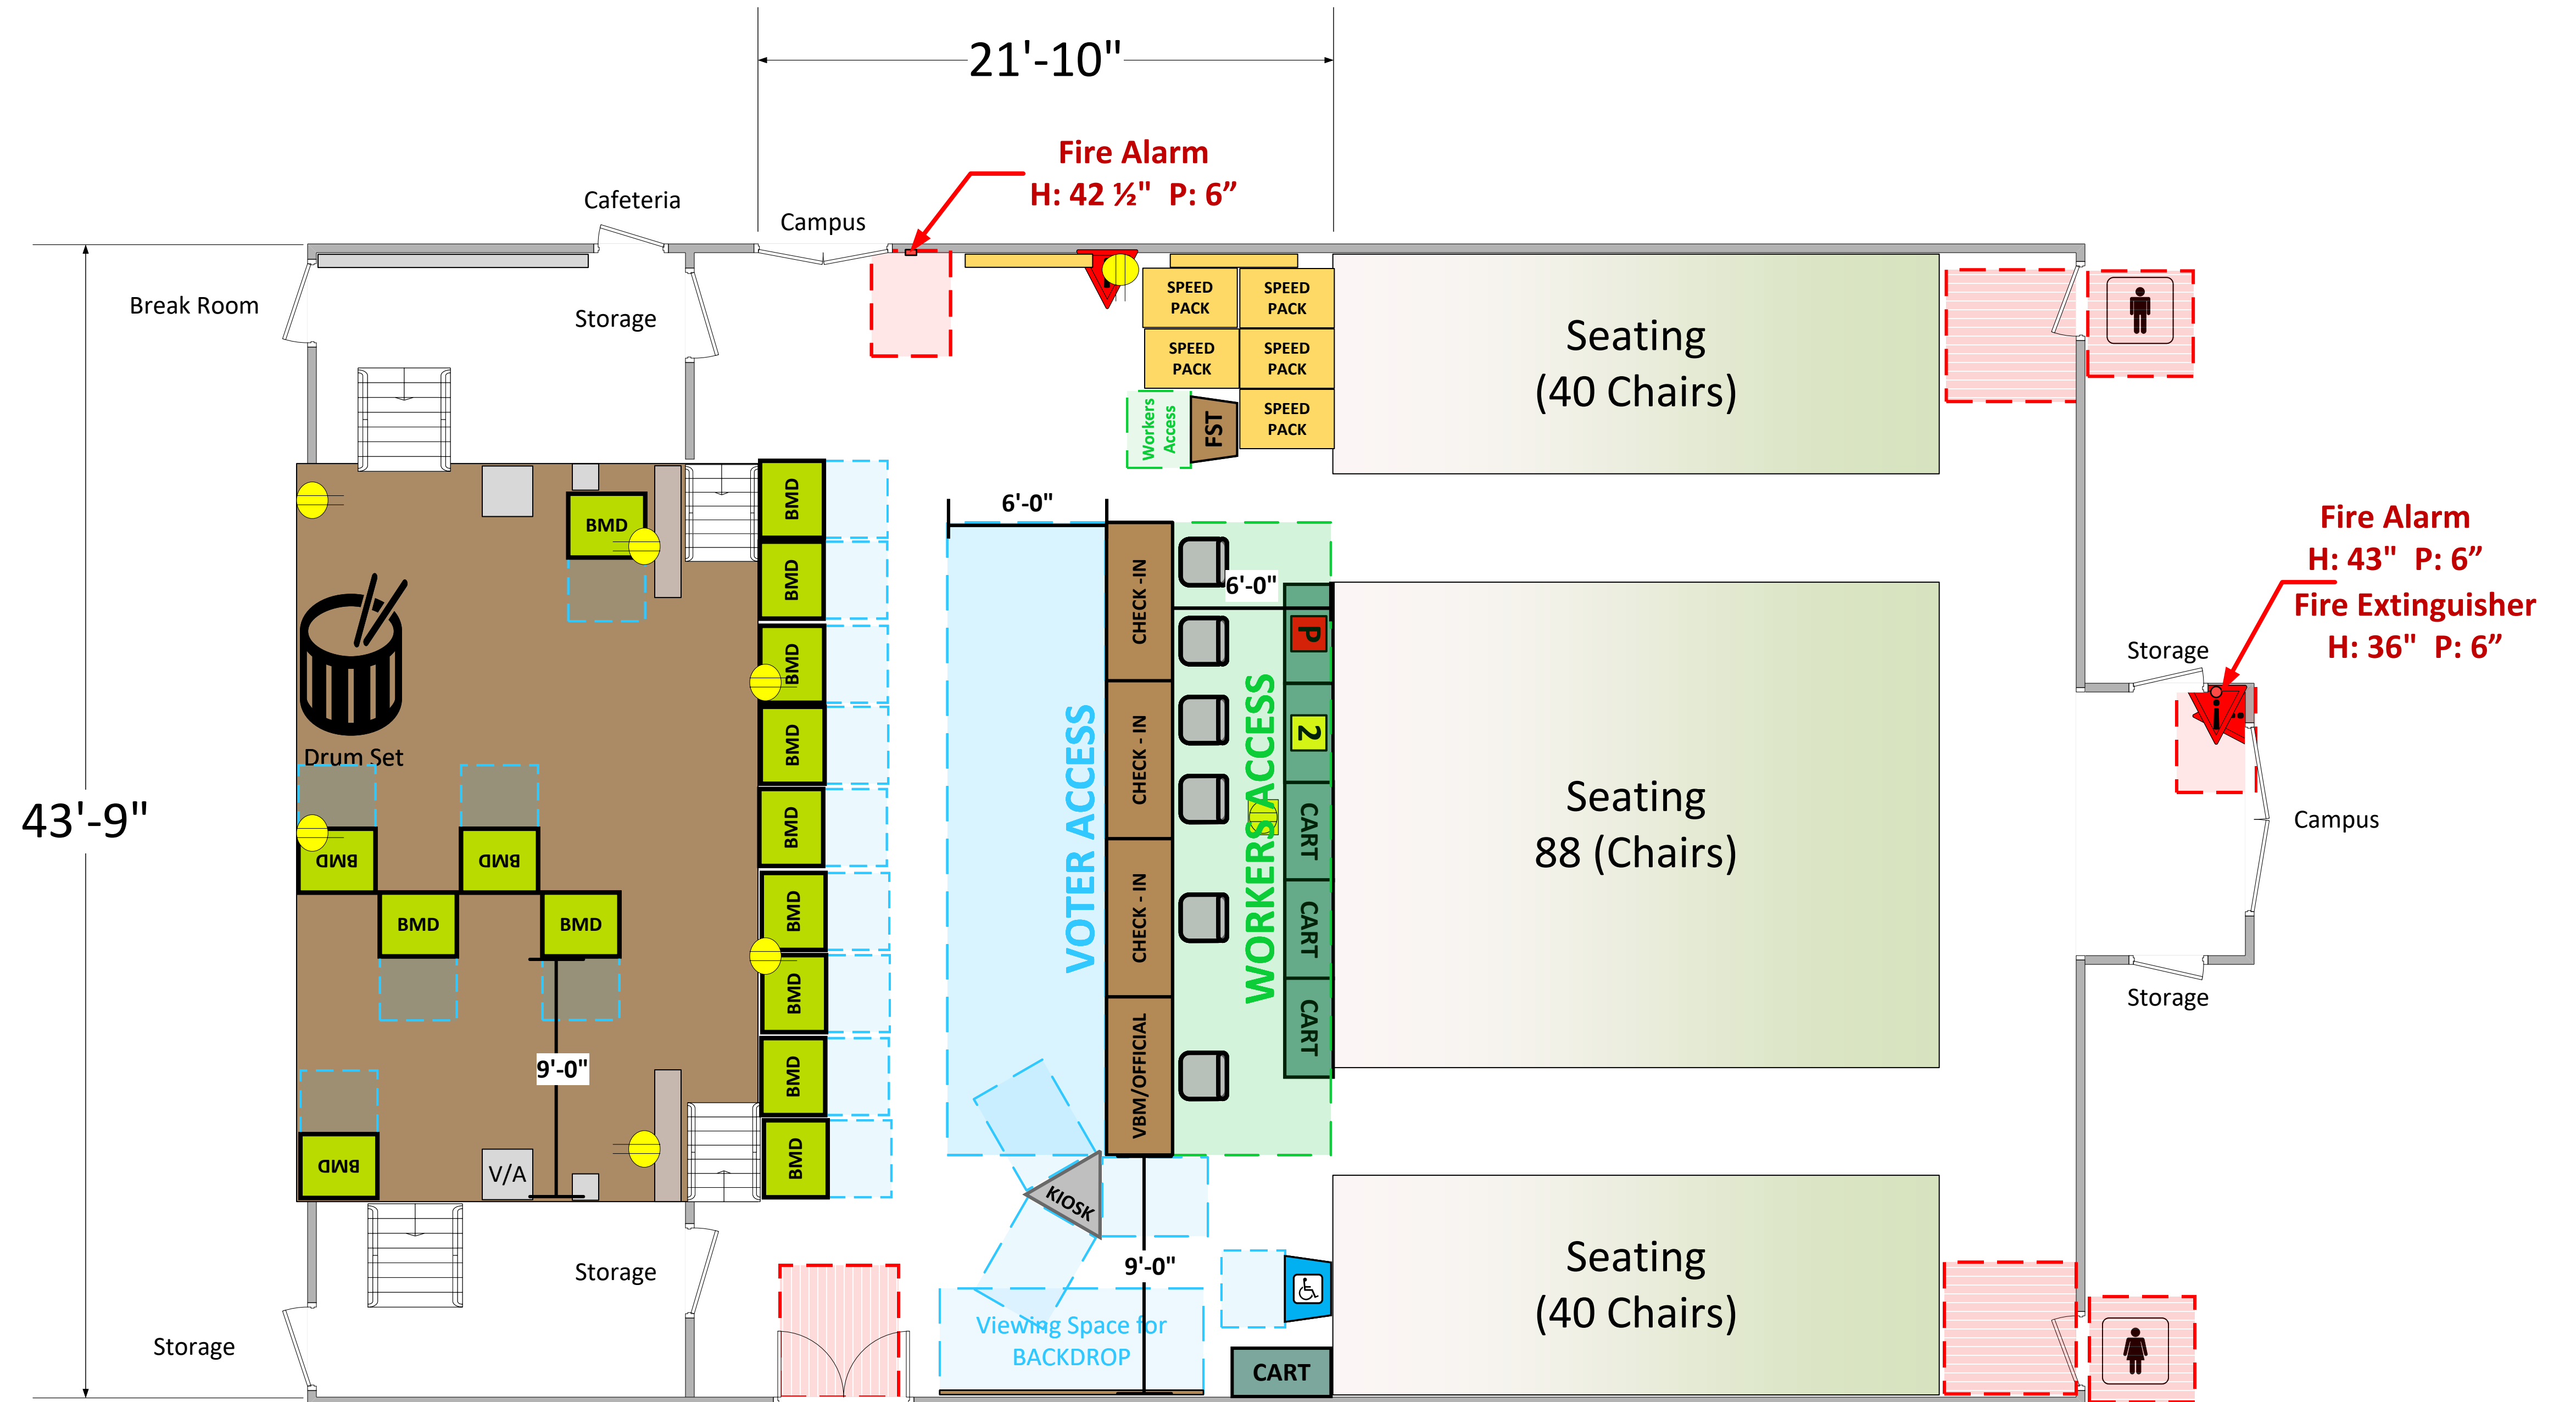 21'-10"
Fire Alarm
H: 42 ½"  P: 6”
Cafeteria
Campus
Break Room
Storage
SPEED
PACK
SPEED
PACK
SPEED
PACK
SPEED
PACK
SPEED
PACK
Workers
Access
FST
Seating
(40 Chairs)
BMD
BMD
BMD
BMD
BMD
BMD
BMD
BMD
BMD
BMD
6'-0"
6'-0"
CHECK -IN
CHECK - IN
CHECK - IN
VBM/OFFICIAL
VOTER ACCESS
WORKERS ACCESS
P
2
CART
CART
CART
Seating
88 (Chairs)
Fire Alarm
H: 43"  P: 6”
Fire Extinguisher
H: 36"  P: 6”
Storage
Campus
Storage
43'-9"
Drum Set
BMD
BMD
BMD
BMD
9'-0"
BMD
V/A
KIOSK
9'-0"
Viewing Space for
BACKDROP
CART
Seating
(40 Chairs)
Storage
Storage